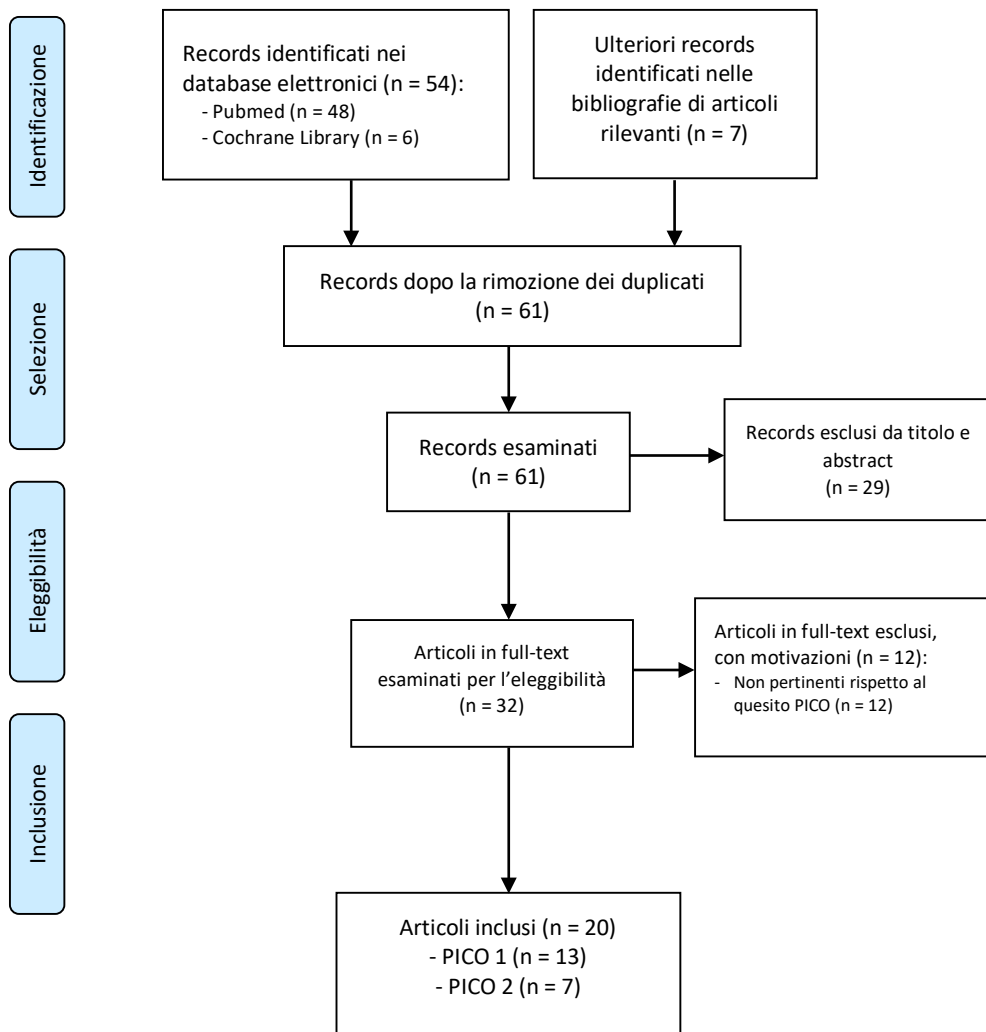 Identificazione
Records identificati nei
database elettronici (n = 54):
- Pubmed (n = 48)
- Cochrane Library (n = 6)
Ulteriori records
identificati nelle
bibliografie di articoli
rilevanti (n = 7)
Selezione
Records dopo la rimozione dei duplicati
(n = 61)
Records esaminati
(n = 61)
Records esclusi da titolo e
abstract
(n = 29)
Eleggibilità
Articoli in full-text
esaminati per l’eleggibilità
(n = 32)
Articoli in full-text esclusi,
con motivazioni (n = 12):
- Non pertinenti rispetto al
quesito PICO (n = 12)
Inclusione
Articoli inclusi (n = 20)
- PICO 1 (n = 13)
- PICO 2 (n = 7)